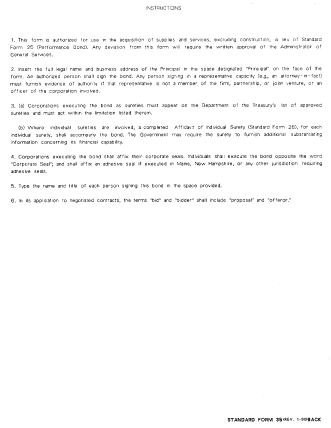 INSTRUCTIONS
1. This form is authorized for use in the acquisition of supplies and services, excluding construction, in lieu of Standard
Form 25 (Performance Bond). Any deviation from this form will require the written approval of the Administrator of
General Services.
2. Insert the full legal name and business address of the Principal in the space designated "Principal" on the face of the
form. An authorized person shall sign the bond. Any person signing in a representative capacity (e.g., an attorney-in-fact)
must furnish evidence of authority if that representative is not a member of the firm, partnership, or joint venture, or an
officer of the corporation involved.
3. (a) Corporations executing the bond as sureties must appear on the Department of the Treasury's list of approved
sureties and must act within the limitation listed therein.
(b) Where individual sureties are involved, a completed Affidavit of Individual Surety (Standard Form 28), for each
individual surety, shall accompany the bond. The Government may require the surety to furnish additional substantiating
information concerning its financial capability.
4. Corporations executing the bond shall affix their corporate seals. Individuals shall execute the bond opposite the word
"Corporate Seal"; and shall affix an adhesive seal if executed in Maine, New Hampshire, or any other jurisdiction requiring
adhesive seals.
5. Type the name and title of each person signing this bond in the space provided.
6. In its application to negotiated contracts, the terms "bid" and "bidder" shall include "proposal" and "offeror."
STANDARD FORM 35 (REV. 1-90) BACK